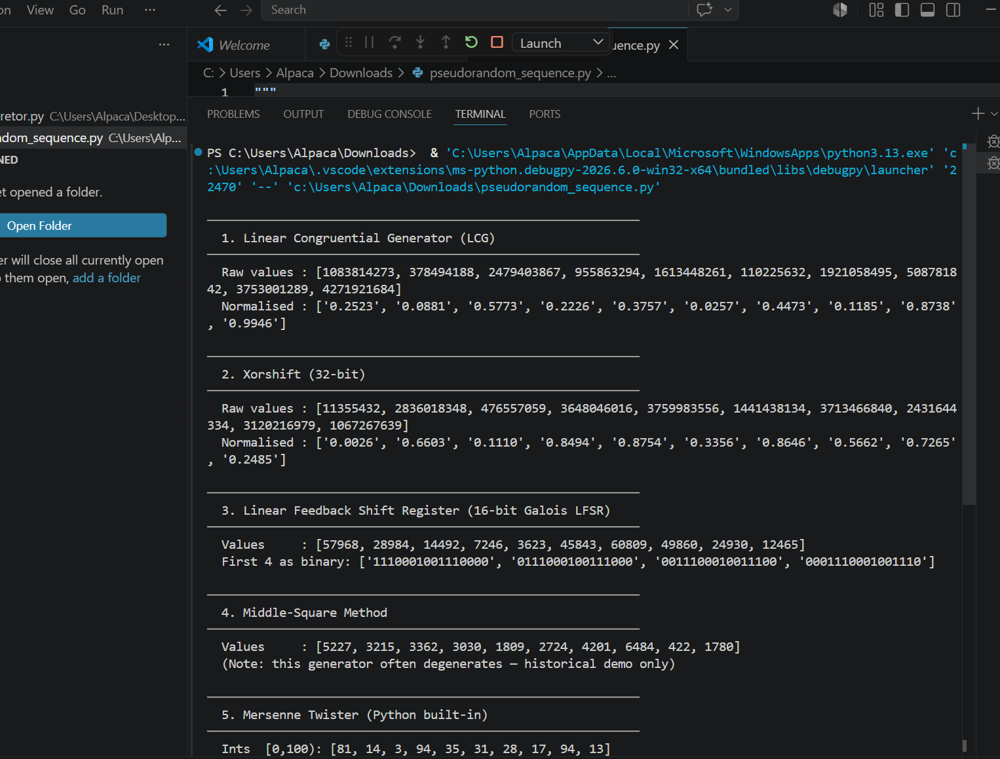 View Go Run ··· Search
Welcome Launch uence.py
C: > Users > Alpaca > Downloads > pseudorandom_sequence.py > ...
1 """
PROBLEMS OUTPUT DEBUG CONSOLE TERMINAL PORTS
retor.py C:\Users\Alpaca\Desktop...
dom_sequence.py C:\Users\Alp...
NED
et opened a folder.
Open Folder
er will close all currently open
them open, add a folder
PS C:\Users\Alpaca\Downloads>  & 'C:\Users\Alpaca\AppData\Local\Microsoft\WindowsApps\python3.13.exe' 'c
:\Users\Alpaca\.vscode\extensions\ms-python.debugpy-2026.6.0-win32-x64\bundled\libs\debugpy\launcher' '2
2470' '--' 'c:\Users\Alpaca\Downloads\pseudorandom_sequence.py'
1. Linear Congruential Generator (LCG)
Raw values : [1083814273, 378494188, 2479403867, 955863294, 1613448261, 110225632, 1921058495, 5087818
42, 3753001289, 4271921684]
Normalised : ['0.2523', '0.0881', '0.5773', '0.2226', '0.3757', '0.0257', '0.4473', '0.1185', '0.8738'
, '0.9946']
2. Xorshift (32-bit)
Raw values : [11355432, 2836018348, 476557059, 3648046016, 3759983556, 1441438134, 3713466840, 2431644
334, 3120216979, 1067267639]
Normalised : ['0.0026', '0.6603', '0.1110', '0.8494', '0.8754', '0.3356', '0.8646', '0.5662', '0.7265'
, '0.2485']
3. Linear Feedback Shift Register (16-bit Galois LFSR)
Values     : [57968, 28984, 14492, 7246, 3623, 45843, 60809, 49860, 24930, 12465]
First 4 as binary: ['1110001001110000', '0111000100111000', '0011100010011100', '0001110001001110']
4. Middle-Square Method
Values     : [5227, 3215, 3362, 3030, 1809, 2724, 4201, 6484, 422, 1780]
(Note: this generator often degenerates — historical demo only)
5. Mersenne Twister (Python built-in)
Ints  [0,100): [81, 14, 3, 94, 35, 31, 28, 17, 94, 13]